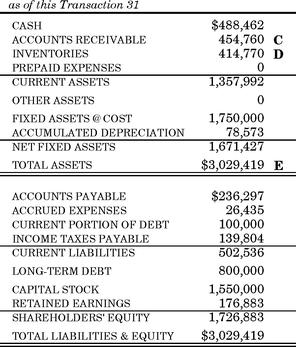 as of this Transaction 31
CASH $488,462
ACCOUNTS RECEIVABLE 454,760 C
INVENTORIES 414,770 D
PREPAID EXPENSES 0
CURRENT ASSETS 1,357,992
OTHER ASSETS 0
FIXED ASSETS @ COST 1,750,000
ACCUMULATED DEPRECIATION 78,573
NET FIXED ASSETS 1,671,427
TOTAL ASSETS $3,029,419 E
ACCOUNTS PAYABLE $236,297
ACCRUED EXPENSES 26,435
CURRENT PORTION OF DEBT 100,000
INCOME TAXES PAYABLE 139,804
CURRENT LIABILITIES 502,536
LONG-TERM DEBT 800,000
CAPITAL STOCK 1,550,000
RETAINED EARNINGS 176,883
SHAREHOLDERS' EQUITY 1,726,883
TOTAL LIABILITIES & EQUITY $3,029,419